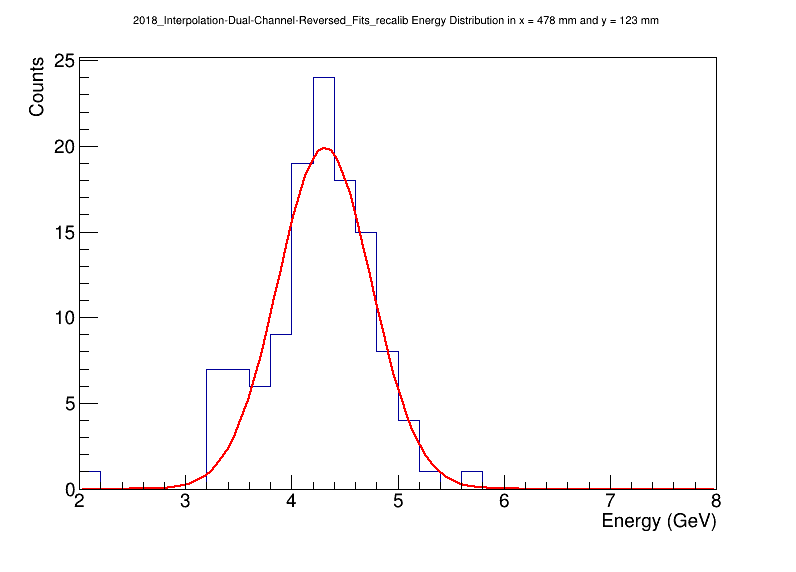 2018_Interpolation-Dual-Channel-Reversed_Fits_recalib Energy Distribution in x = 478 mm and y = 123 mm
Counts
25
20
15
10
5
0
2 3 4 5 6 7 8
Energy (GeV)